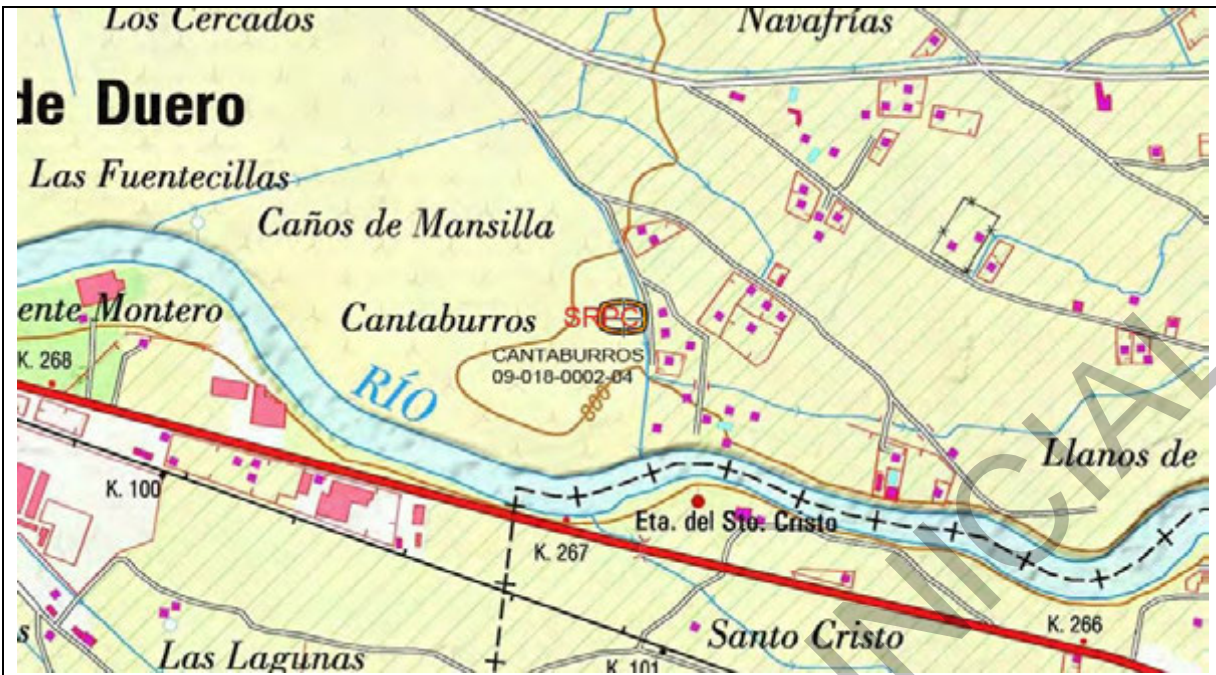 Los Cercados
Navafrías
de Duero
Las Fuentecillas
Caños de Mansilla
ente Montero
Cantaburros
SRPC
CANTABURROS
09-018-0002-04
K. 268
RÍO
800
Llanos de
K. 100
Eta. del Sto. Cristo
K. 267
K. 266
Santo Cristo
s
Las Lagunas
K. 101
INICIAL